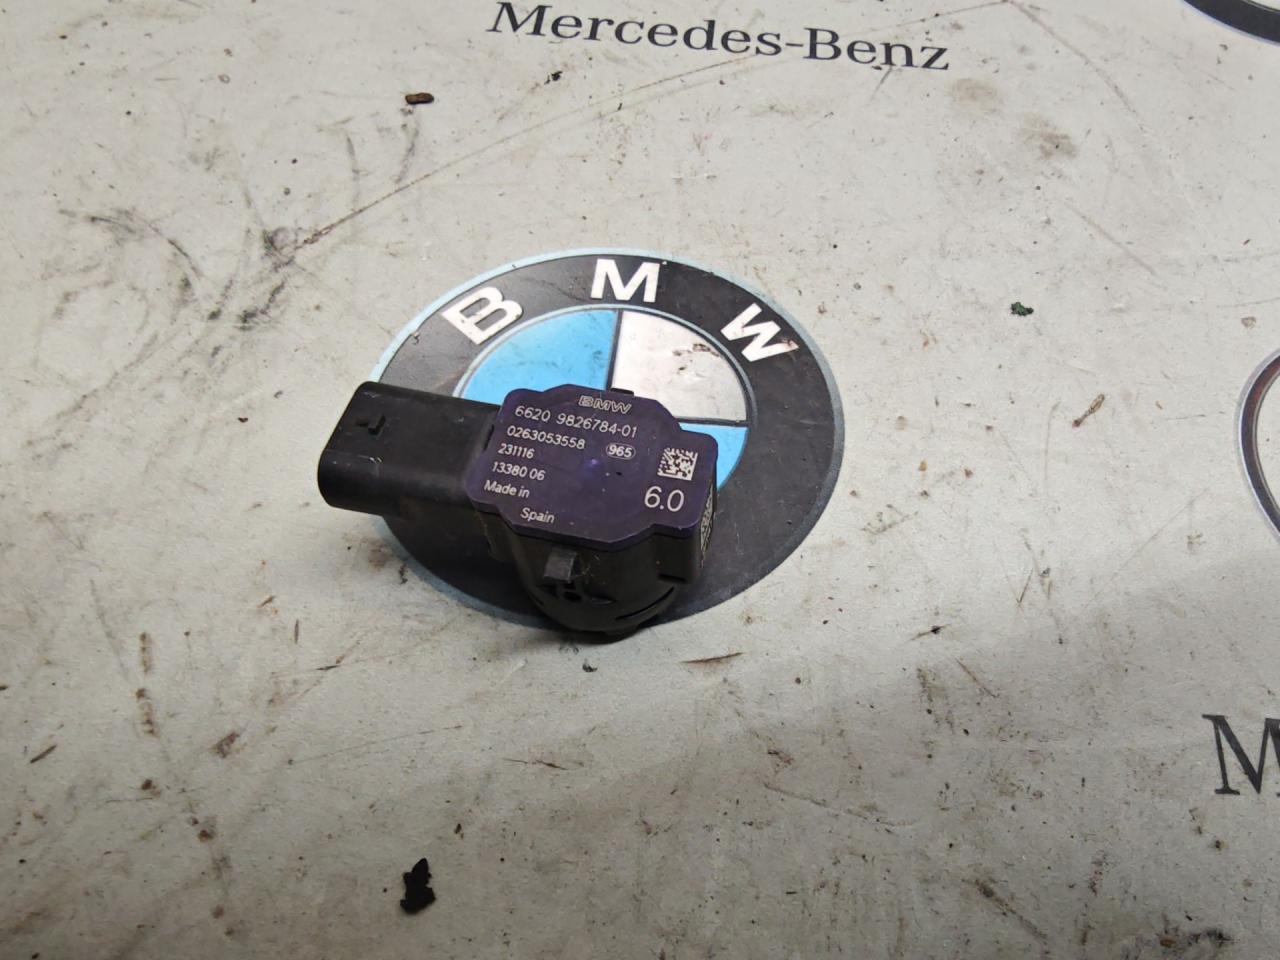 Mercedes-Benz
BMW
BMW
6620 9826784-01
0263053558 965
231116
13380 06
Made in
Spain
6.0
M